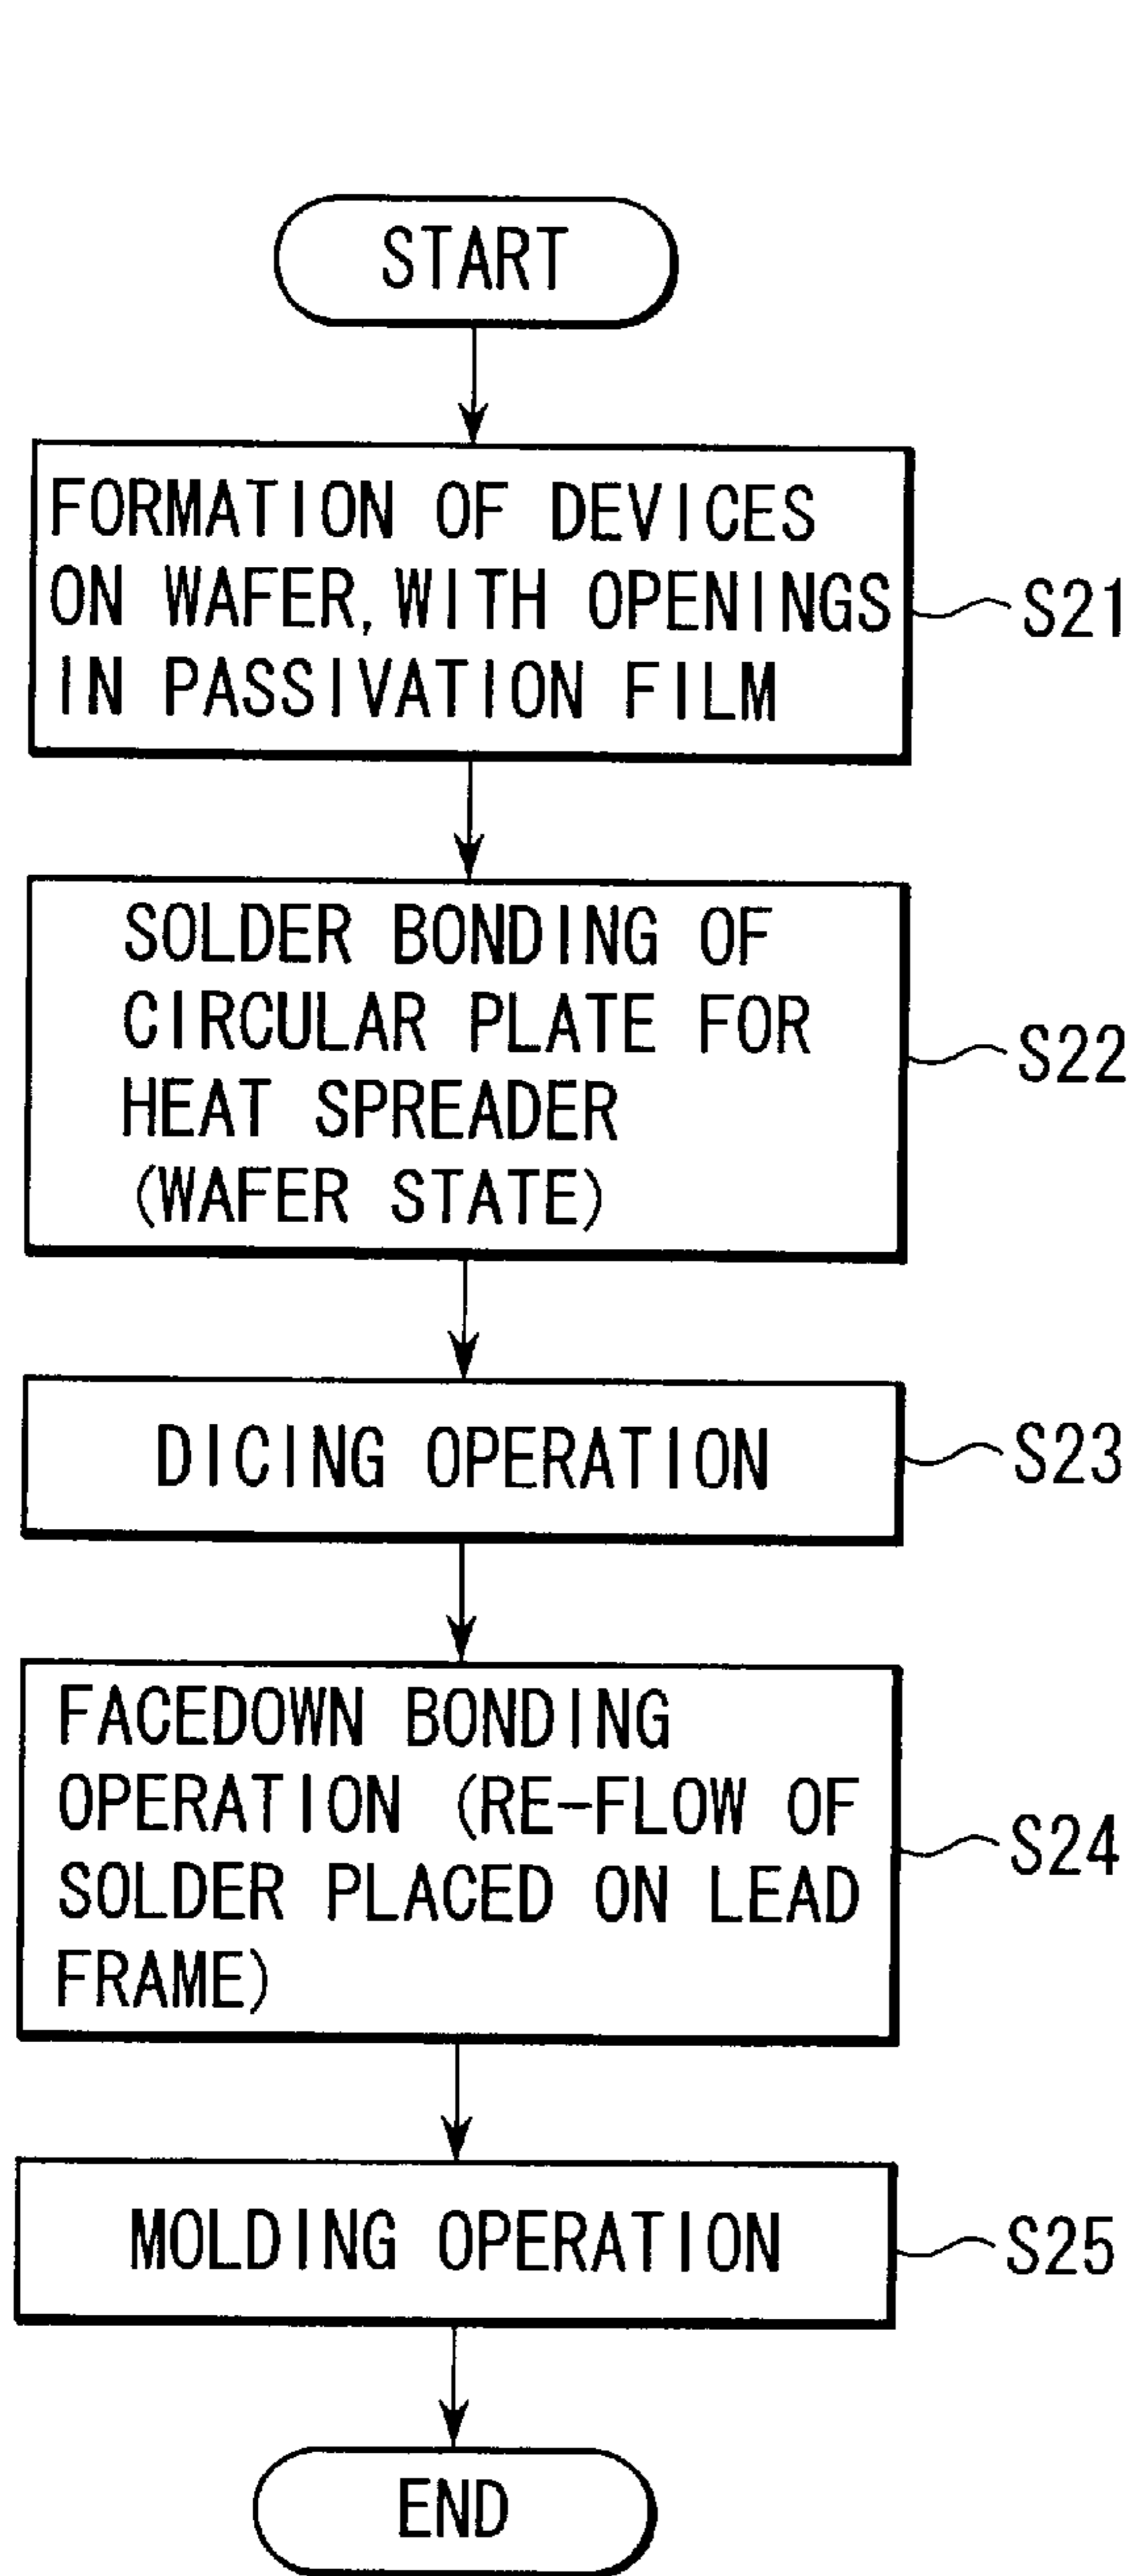 START
FORMATION OF DEVICES
ON WAFER, WITH OPENINGS
IN PASSIVATION FILM
S21
SOLDER BONDING OF
CIRCULAR PLATE FOR
HEAT SPREADER
(WAFER STATE)
S22
DICING OPERATION
S23
FACEDOWN BONDING
OPERATION (RE-FLOW OF
SOLDER PLACED ON LEAD
FRAME)
S24
MOLDING OPERATION
S25
END